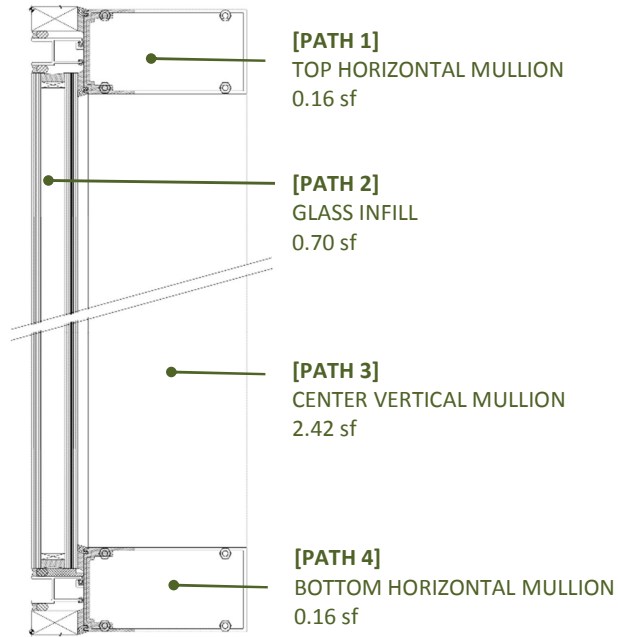 [PATH 1]
TOP HORIZONTAL MULLION
0.16 sf
[PATH 2]
GLASS INFILL
0.70 sf
[PATH 3]
CENTER VERTICAL MULLION
2.42 sf
[PATH 4]
BOTTOM HORIZONTAL MULLION
0.16 sf